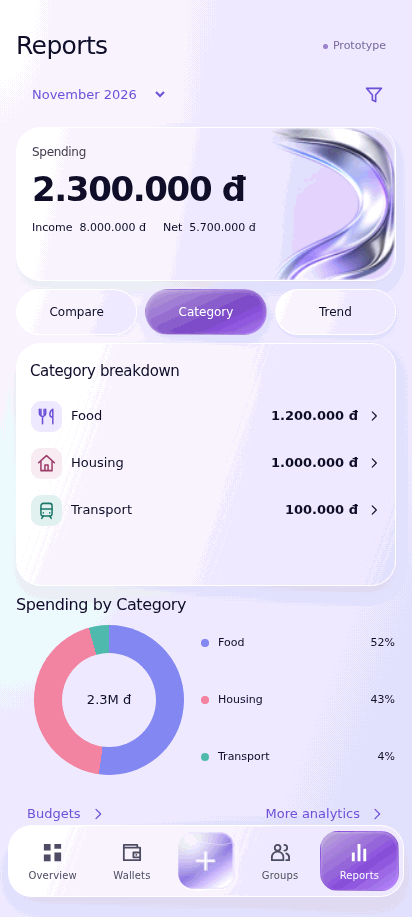 Reports
Prototype
November 2026
Spending
2.300.000 đ
Income 8.000.000 đ Net 5.700.000 đ
Compare Category Trend
Category breakdown
Food 1.200.000 đ
Housing 1.000.000 đ
Transport 100.000 đ
Spending by Category
Food 52%
2.3M đ
Housing 43%
Transport 4%
Budgets More analytics
Overview Wallets Groups Reports